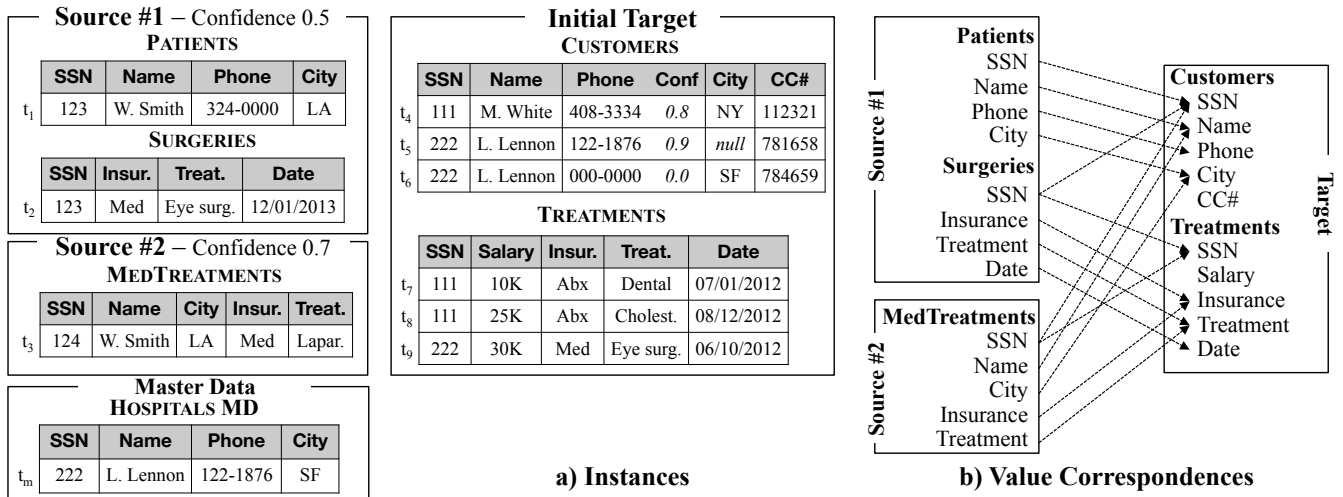 Source #1 – Confidence 0.5
PATIENTS
SSN Name Phone City
t1 123 W. Smith 324-0000 LA
SURGERIES
SSN Insur. Treat. Date
t2 123 Med Eye surg. 12/01/2013
Source #2 – Confidence 0.7
MEDTREATMENTS
SSN Name City Insur. Treat.
t3 124 W. Smith LA Med Lapar.
Master Data
HOSPITALS MD
SSN Name Phone City
tm 222 L. Lennon 122-1876 SF
Initial Target
CUSTOMERS
SSN Name Phone Conf City CC#
t4 111 M. White 408-3334 0.8 NY 112321
t5 222 L. Lennon 122-1876 0.9 null 781658
t6 222 L. Lennon 000-0000 0.0 SF 784659
TREATMENTS
SSN Salary Insur. Treat. Date
t7 111 10K Abx Dental 07/01/2012
t8 111 25K Abx Cholest. 08/12/2012
t9 222 30K Med Eye surg. 06/10/2012
a) Instances
Source #1
Patients
SSN
Name
Phone
City
Surgeries
SSN
Insurance
Treatment
Date
Source #2
MedTreatments
SSN
Name
City
Insurance
Treatment
Target
Customers
SSN
Name
Phone
City
CC#
Treatments
SSN
Salary
Insurance
Treatment
Date
b) Value Correspondences